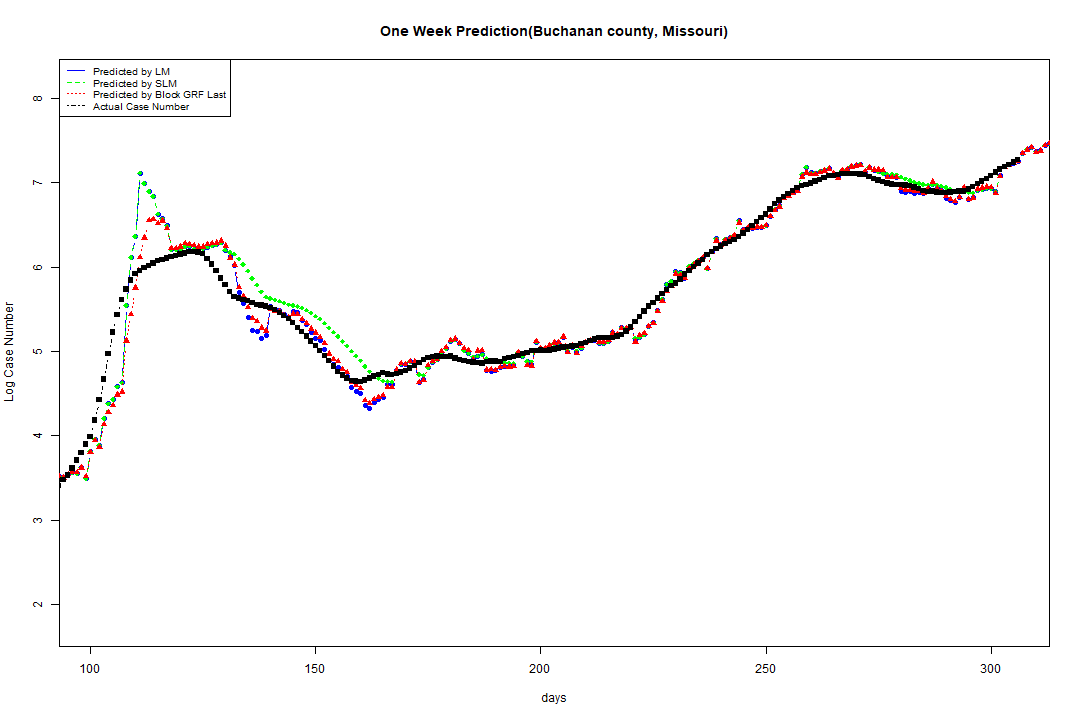 One Week Prediction(Buchanan county, Missouri)
Predicted by LM
Predicted by SLM
Predicted by Block GRF Last
Actual Case Number
8
7
6
5
4
3
2
Log Case Number
100 150 200 250 300
days